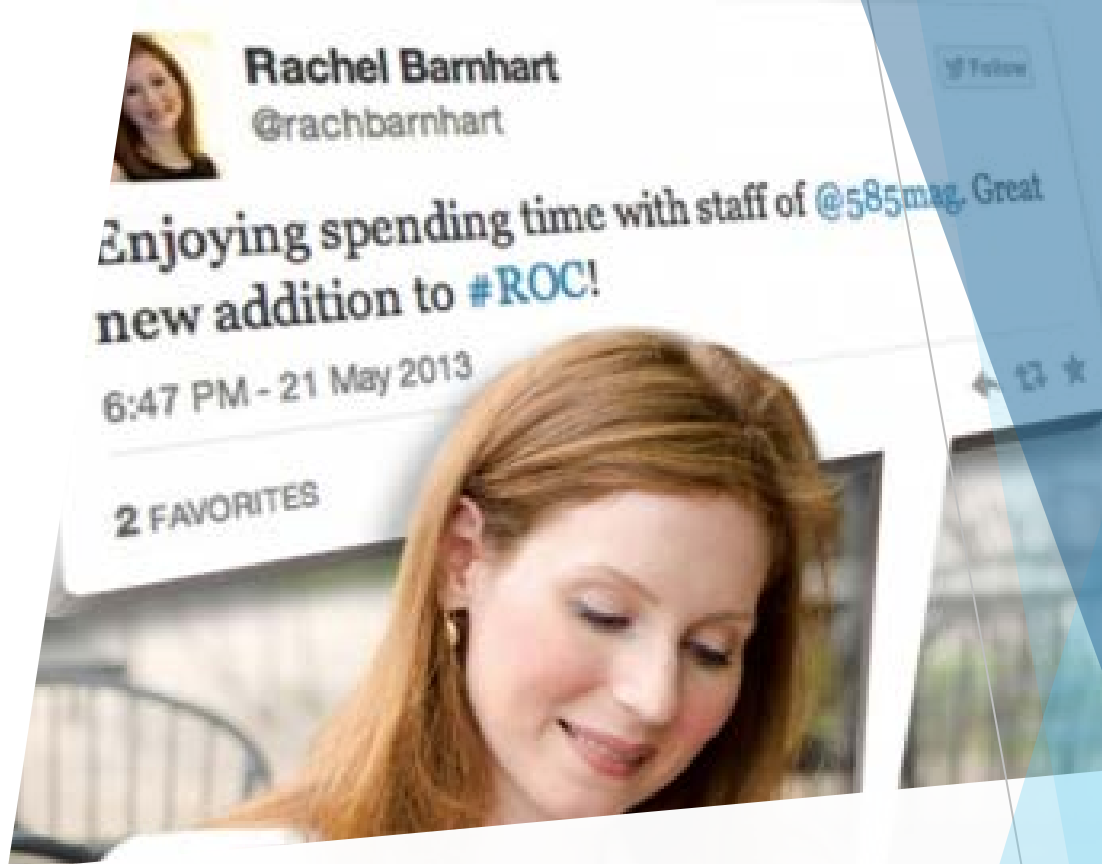 Rachel Barnhart
Follow
@rachbarnhart
Enjoying spending time with staff of @585mag. Great
new addition to #ROC!
6:47 PM - 21 May 2013
2 FAVORITES